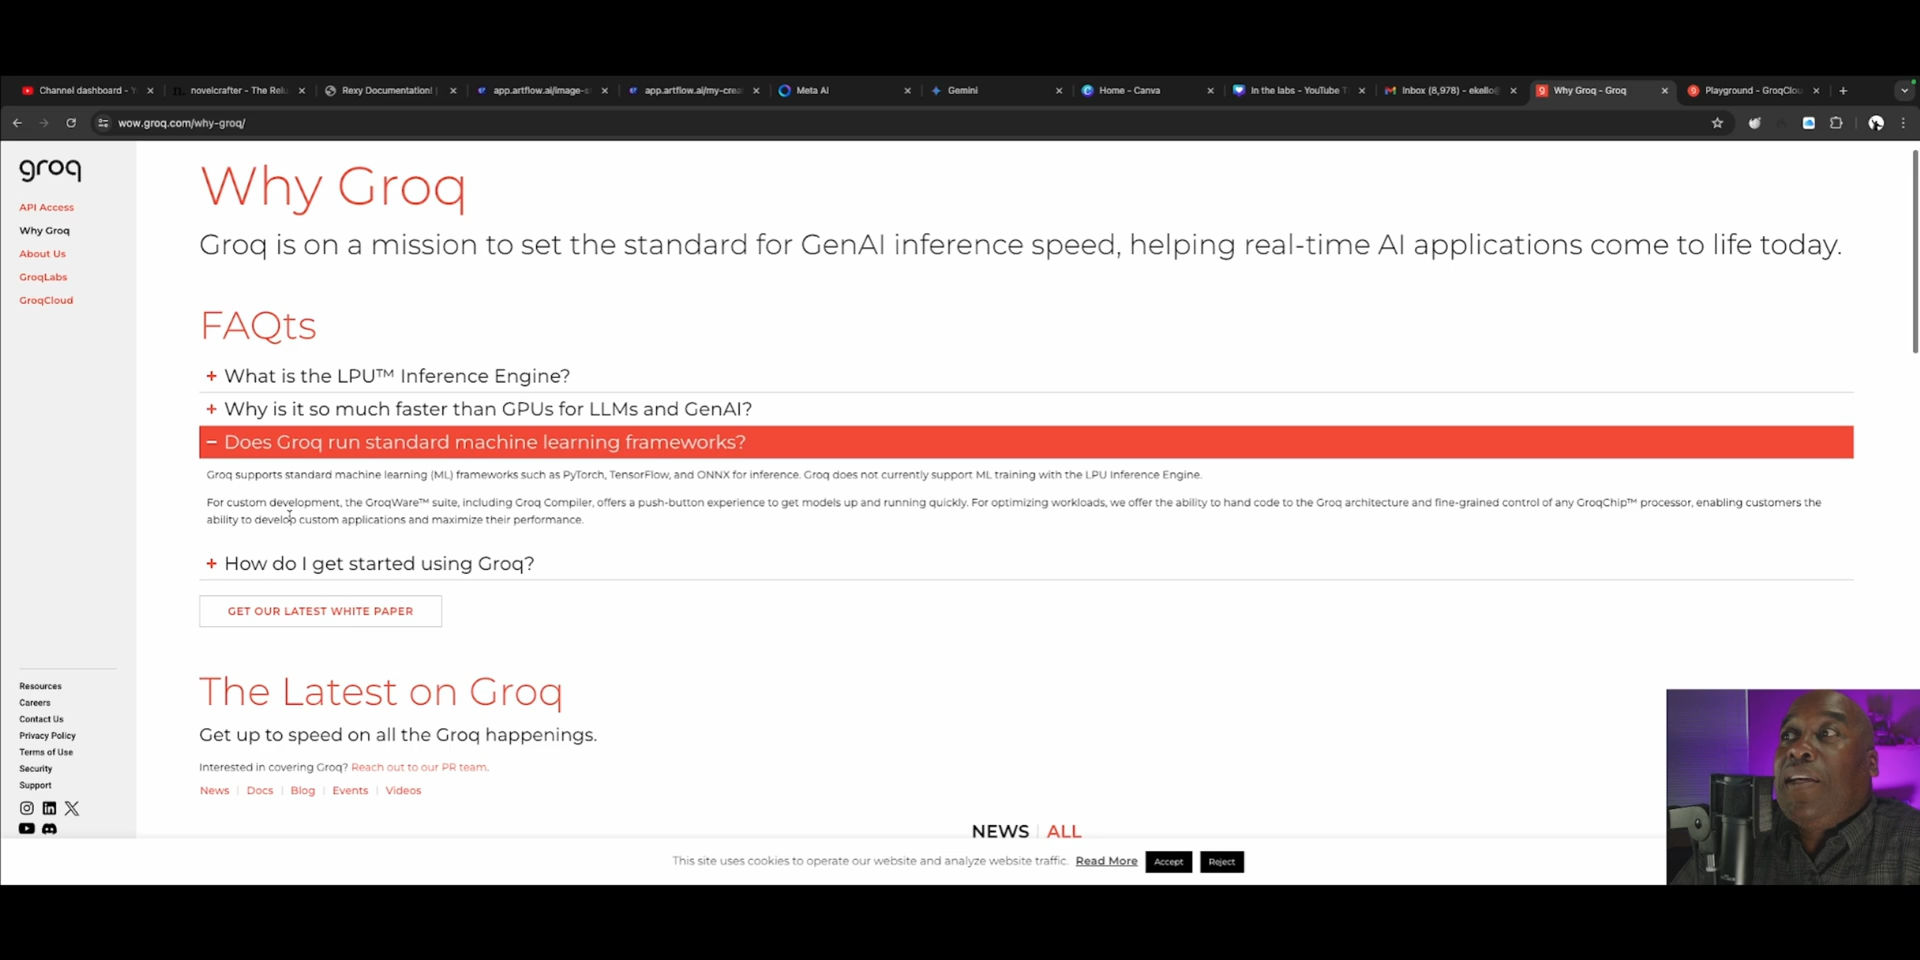 Channel dashboard - Y
novelcrafter - The Relu
Rexy Documentation!
app.artflow.ai/image-c
app.artflow.ai/my-crea
Meta AI
Gemini
Home - Canva
In the labs - YouTube T
Inbox (8,978) - ekello@
Why Groq - Groq
Playground - GroqClou
wow.groq.com/why-groq/
groq
API Access
Why Groq
About Us
GroqLabs
GroqCloud
Why Groq
Groq is on a mission to set the standard for GenAI inference speed, helping real-time AI applications come to life today.
FAQts
+ What is the LPU™ Inference Engine?
+ Why is it so much faster than GPUs for LLMs and GenAI?
− Does Groq run standard machine learning frameworks?
Groq supports standard machine learning (ML) frameworks such as PyTorch, TensorFlow, and ONNX for inference. Groq does not currently support ML training with the LPU Inference Engine.
For custom development, the GroqWare™ suite, including Groq Compiler, offers a push-button experience to get models up and running quickly. For optimizing workloads, we offer the ability to hand code to the Groq architecture and fine-grained control of any GroqChip™ processor, enabling customers the
ability to develop custom applications and maximize their performance.
+ How do I get started using Groq?
GET OUR LATEST WHITE PAPER
The Latest on Groq
Get up to speed on all the Groq happenings.
Interested in covering Groq? Reach out to our PR team.
News | Docs | Blog | Events | Videos
NEWS | ALL
Resources
Careers
Contact Us
Privacy Policy
Terms of Use
Security
Support
This site uses cookies to operate our website and analyze website traffic. Read More Accept Reject